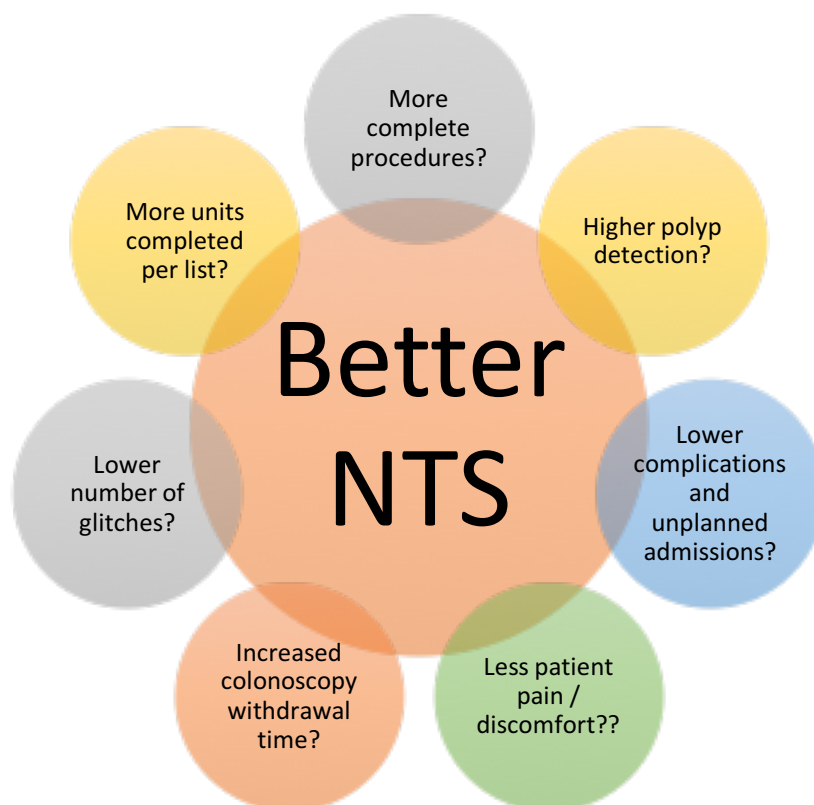 More
complete
procedures?
Higher polyp
detection?
Lower
complications
and
unplanned
admissions?
Less patient
pain /
discomfort??
Increased
colonoscopy
withdrawal
time?
Lower
number of
glitches?
More units
completed
per list?
Better
NTS